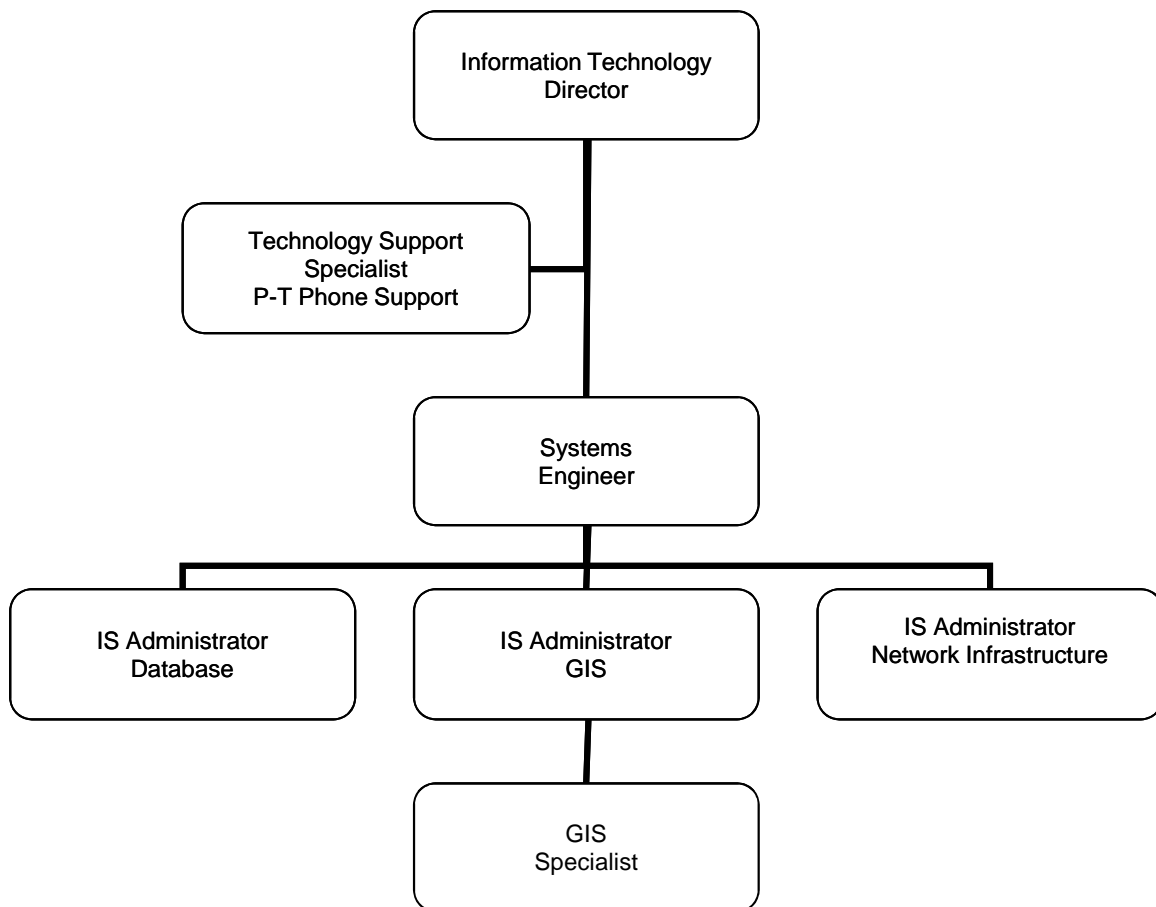 Information Technology
Director
Technology Support
Specialist
P-T Phone Support
Systems
Engineer
IS Administrator
Database
IS Administrator
GIS
IS Administrator
Network Infrastructure
GIS
Specialist